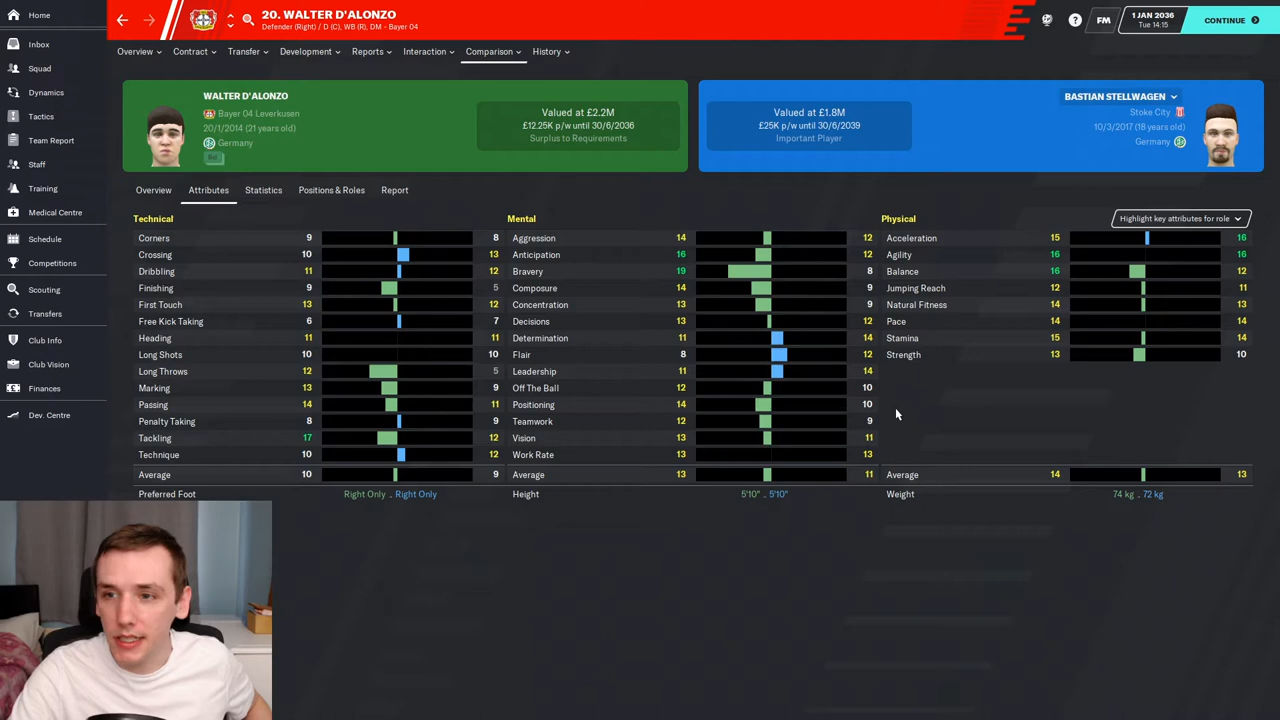 Home
20. WALTER D'ALONZO
Defender (Right) / D (C), WB (R), DM - Bayer 04
?
FM
1 JAN 2036
Tue 14:15
CONTINUE
Inbox
Squad
Dynamics
Tactics
Team Report
Staff
Training
Medical Centre
Schedule
Competitions
Scouting
Transfers
Club Info
Club Vision
Finances
Dev. Centre
Overview Contract Transfer Development Reports Interaction Comparison History
WALTER D'ALONZO
Bayer 04 Leverkusen
20/1/2014 (21 years old)
Germany
Valued at £2.2M
£12.25K p/w until 30/6/2036
Surplus to Requirements
Valued at £1.8M
£25K p/w until 30/6/2039
Important Player
BASTIAN STELLWAGEN
Stoke City
10/3/2017 (18 years old)
Germany
Overview Attributes Statistics Positions & Roles Report
Highlight key attributes for role
Technical
Corners 9 8
Crossing 10 13
Dribbling 11 12
Finishing 9 5
First Touch 13 12
Free Kick Taking 6 7
Heading 11 11
Long Shots 10 10
Long Throws 12 5
Marking 13 9
Passing 14 11
Penalty Taking 8 9
Tackling 17 12
Technique 10 12
Average 10 9
Preferred Foot Right Only - Right Only
Mental
Aggression 14 12
Anticipation 16 12
Bravery 19 8
Composure 14 9
Concentration 13 9
Decisions 13 12
Determination 11 14
Flair 8 12
Leadership 11 14
Off The Ball 12 10
Positioning 14 10
Teamwork 12 9
Vision 13 11
Work Rate 13 13
Average 13 11
Height 5'10" - 5'10"
Physical
Acceleration 15 16
Agility 16 16
Balance 16 12
Jumping Reach 12 11
Natural Fitness 14 13
Pace 14 14
Stamina 15 14
Strength 13 10
Average 14 13
Weight 74 kg - 72 kg